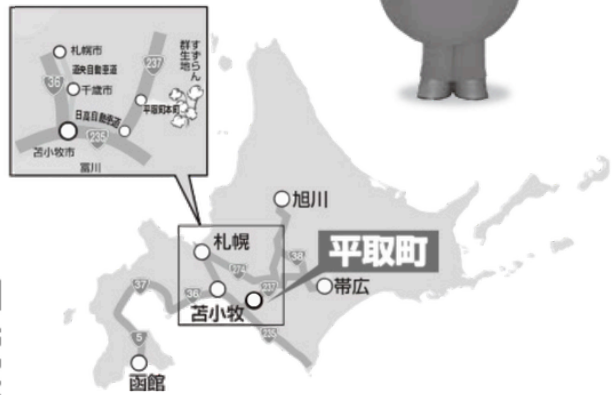 札幌市
道央自動車道
36
千歳市
237
すずらん
群生地
平取町本町
日高自動車道
235
苫小牧市
富川
旭川
札幌
平取町
38
274
237
帯広
37
36
苫小牧
235
5
函館